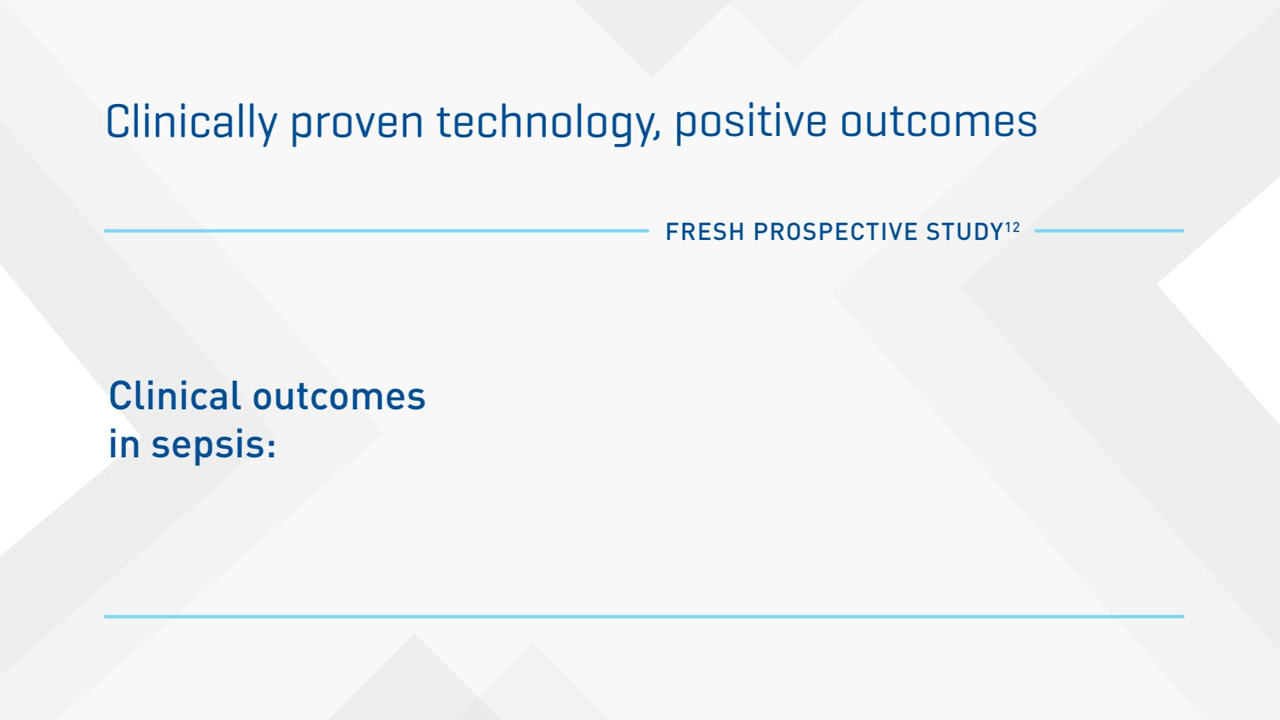 Clinically proven technology, positive outcomes
FRESH PROSPECTIVE STUDY¹²
Clinical outcomes
in sepsis: